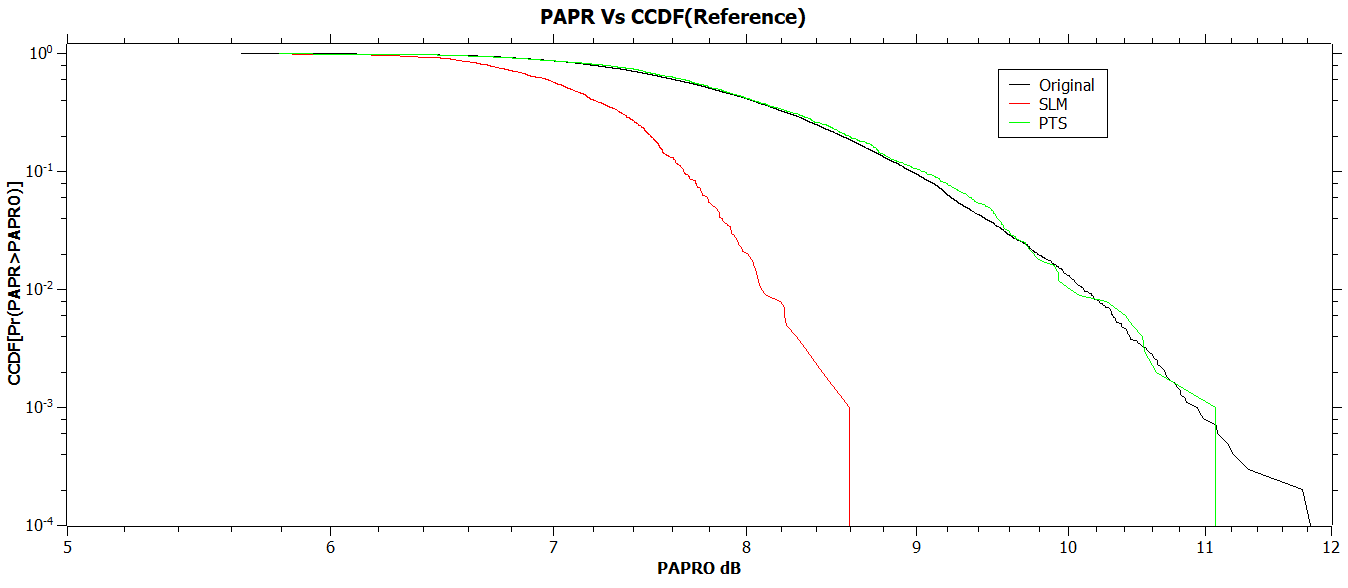 PAPR Vs CCDF(Reference)
CCDF[Pr(PAPR>PAPR0)]
10^0
10^-1
10^-2
10^-3
10^-4
Original
SLM
PTS
5 6 7 8 9 10 11 12
PAPR0 dB